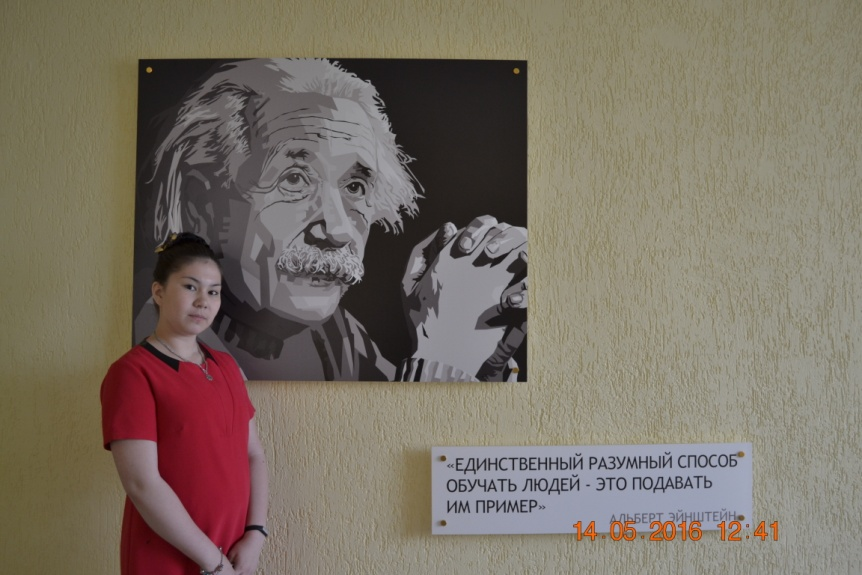 «ЕДИНСТВЕННЫЙ РАЗУМНЫЙ СПОСОБ
ОБУЧАТЬ ЛЮДЕЙ - ЭТО ПОДАВАТЬ
ИМ ПРИМЕР»
АЛЬБЕРТ ЭЙНШТЕЙН
14.05.2016 12:41